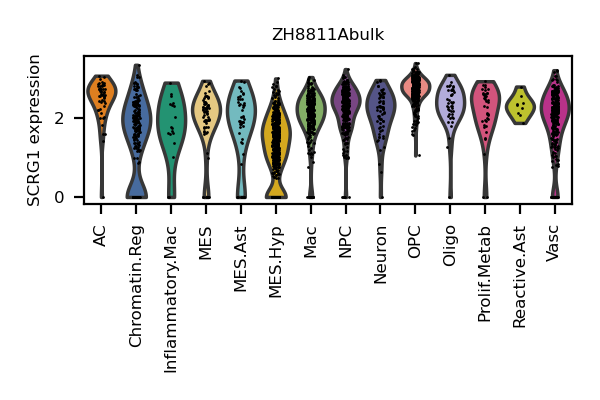 ZH8811Abulk
SCRG1 expression
2
0
AC
Chromatin.Reg
Inflammatory.Mac
MES
MES.Ast
MES.Hyp
Mac
NPC
Neuron
OPC
Oligo
Prolif.Metab
Reactive.Ast
Vasc